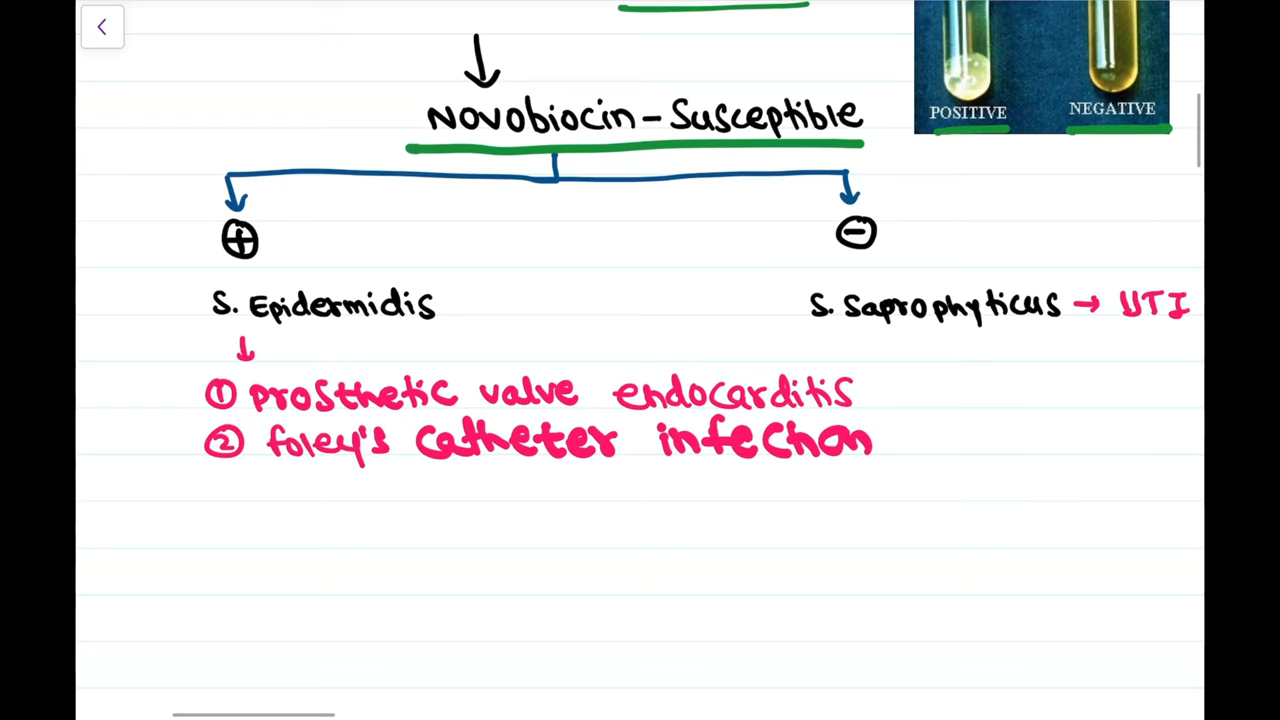 POSITIVE NEGATIVE
Novobiocin - Susceptible
+ -
S. Epidermidis S. Saprophyticus → UTI
↓
① prosthetic valve endocarditis
② foley's catheter infection